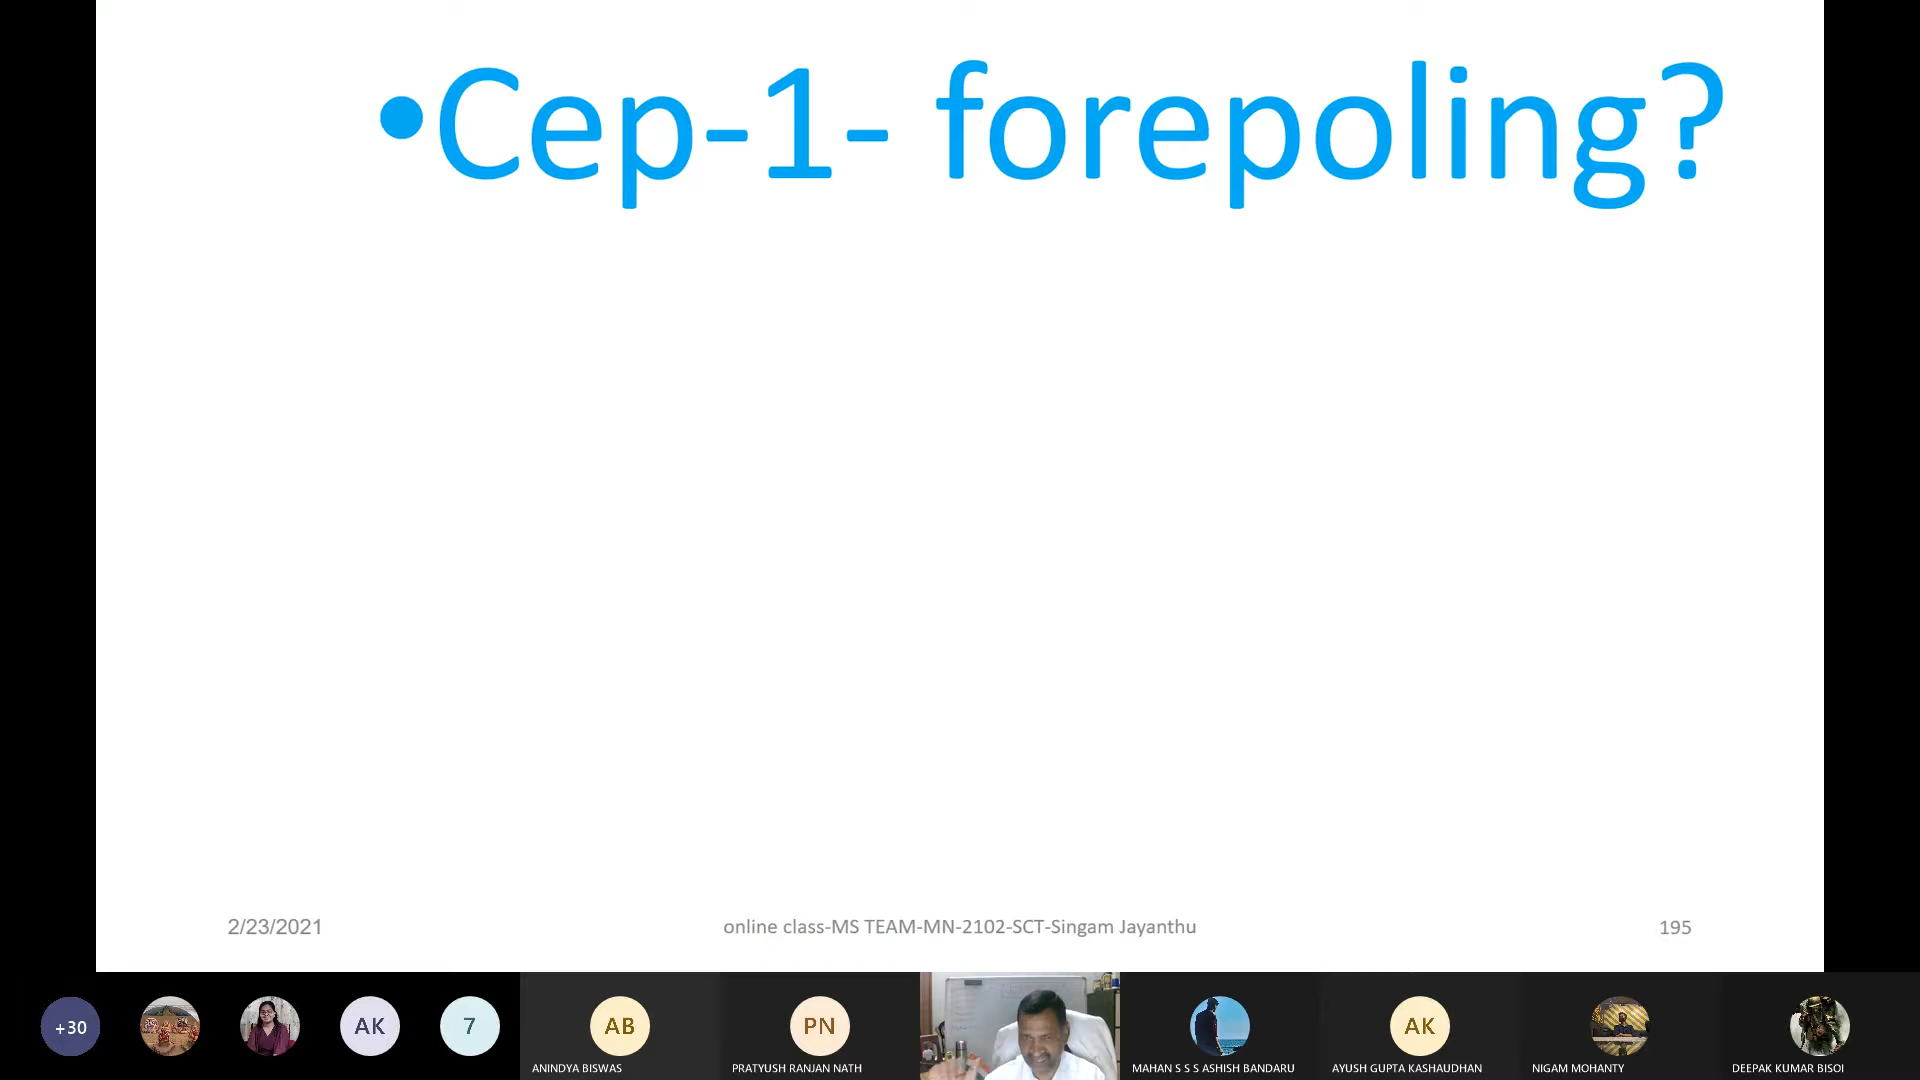 •Cep-1- forepoling?
2/23/2021
online class-MS TEAM-MN-2102-SCT-Singam Jayanthu
195
+30
AK
7
AB
PN
AK
ANINDYA BISWAS
PRATYUSH RANJAN NATH
MAHAN S S S ASHISH BANDARU
AYUSH GUPTA KASHAUDHAN
NIGAM MOHANTY
DEEPAK KUMAR BISOI